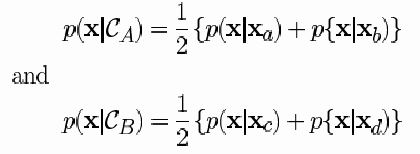 p(x|C_A) = 1/2 {p(x|x_a) + p{x|x_b)}
and
p(x|C_B) = 1/2 {p(x|x_c) + p{x|x_d)}